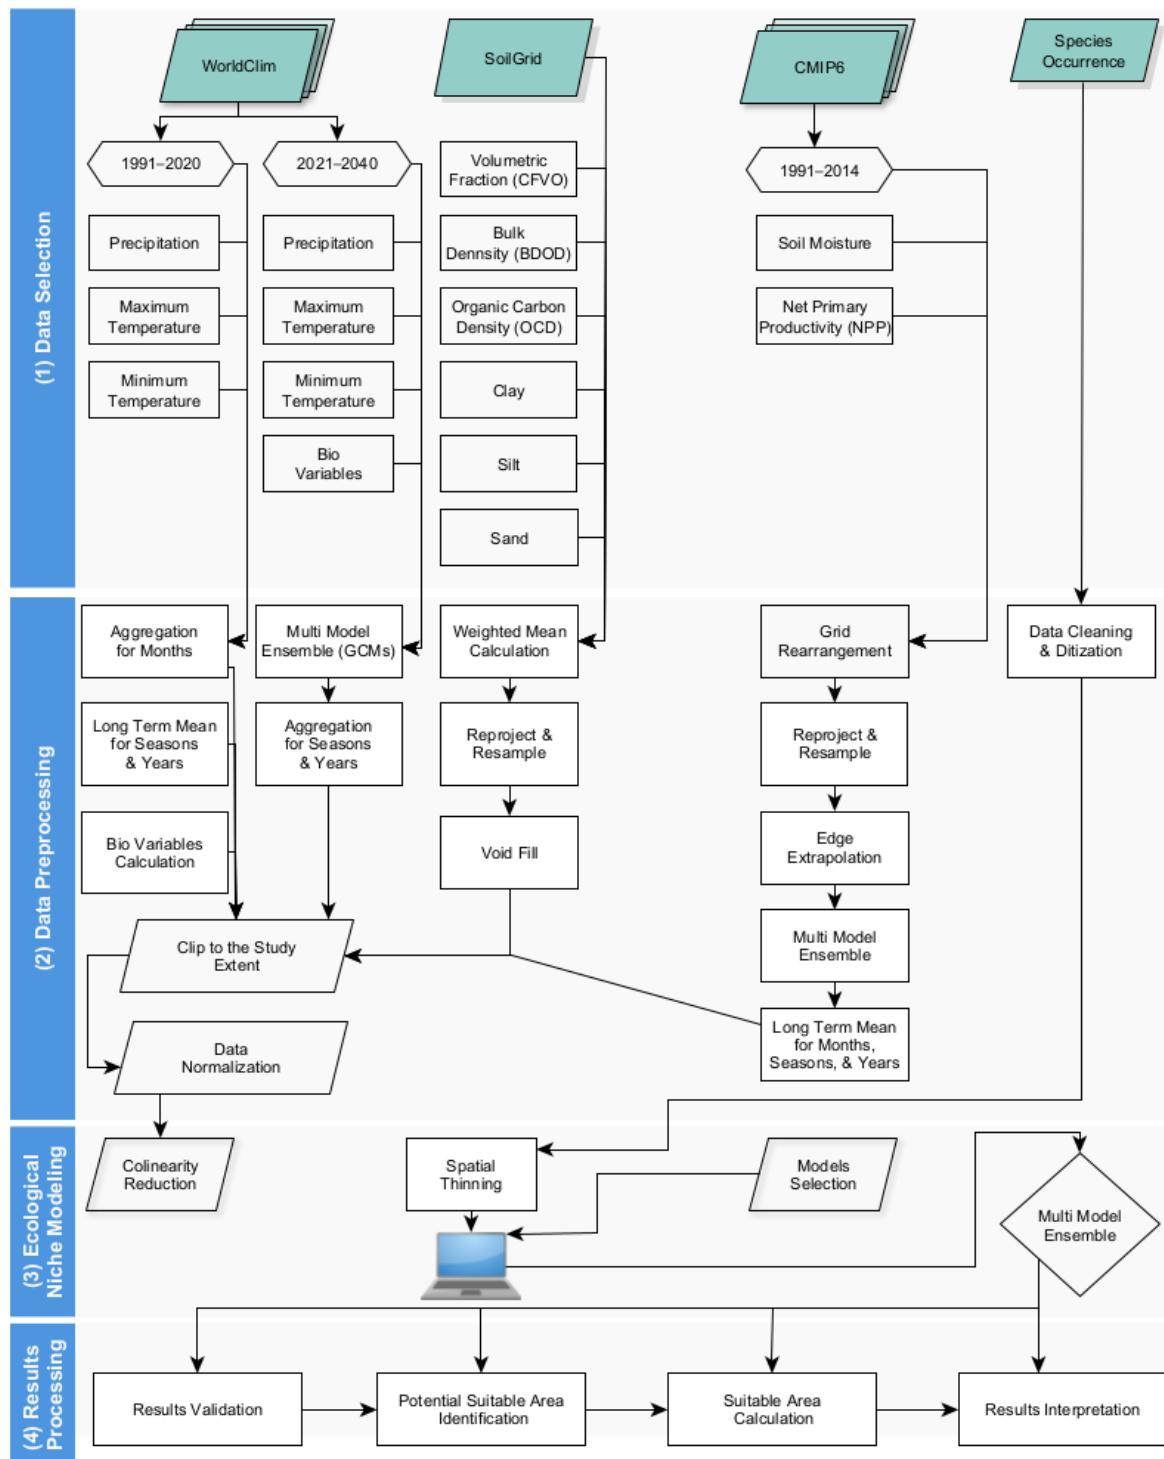 (1) Data Selection
WorldClim
SoilGrid
CMIP6
Species
Occurrence
1991–2020
2021–2040
Volumetric
Fraction (CFVO)
1991–2014
Precipitation
Precipitation
Bulk
Dennsity (BDOD)
Soil Moisture
Maximum
Temperature
Maximum
Temperature
Organic Carbon
Density (OCD)
Net Primary
Productivity (NPP)
Minimum
Temperature
Minimum
Temperature
Clay
Bio
Variables
Silt
Sand
(2) Data Preprocessing
Aggregation
for Months
Multi Model
Ensemble (GCMs)
Weighted Mean
Calculation
Grid
Rearrangement
Data Cleaning
& Ditization
Long Term Mean
for Seasons
& Years
Aggregation
for Seasons
& Years
Reproject &
Resample
Reproject &
Resample
Bio Variables
Calculation
Void Fill
Edge
Extrapolation
Clip to the Study
Extent
Multi Model
Ensemble
Data
Normalization
Long Term Mean
for Months,
Seasons, & Years
(3) Ecological
Niche Modeling
Colinearity
Reduction
Spatial
Thinning
Models
Selection
Multi Model
Ensemble
(4) Results
Processing
Results Validation
Potential Suitable Area
Identification
Suitable Area
Calculation
Results Interpretation